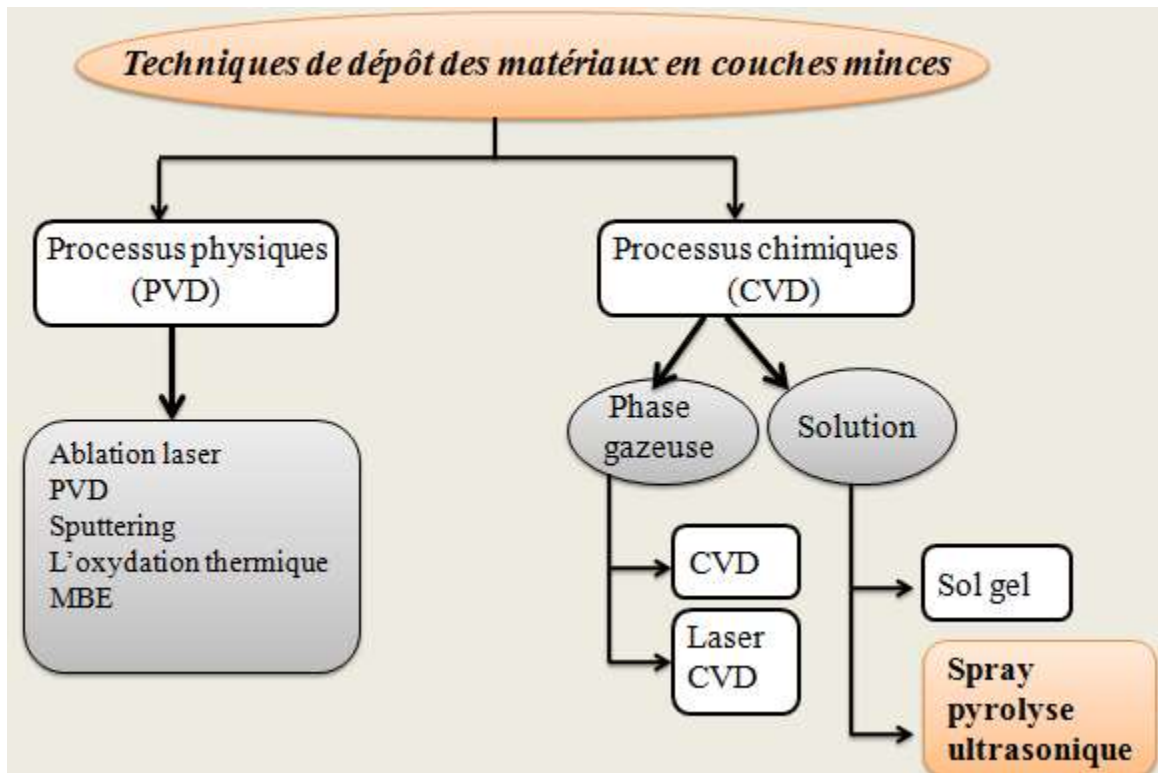 Techniques de dépôt des matériaux en couches minces
Processus physiques
(PVD)
Processus chimiques
(CVD)
Ablation laser
PVD
Sputtering
L'oxydation thermique
MBE
Phase
gazeuse
Solution
CVD
Laser
CVD
Sol gel
Spray
pyrolyse
ultrasonique